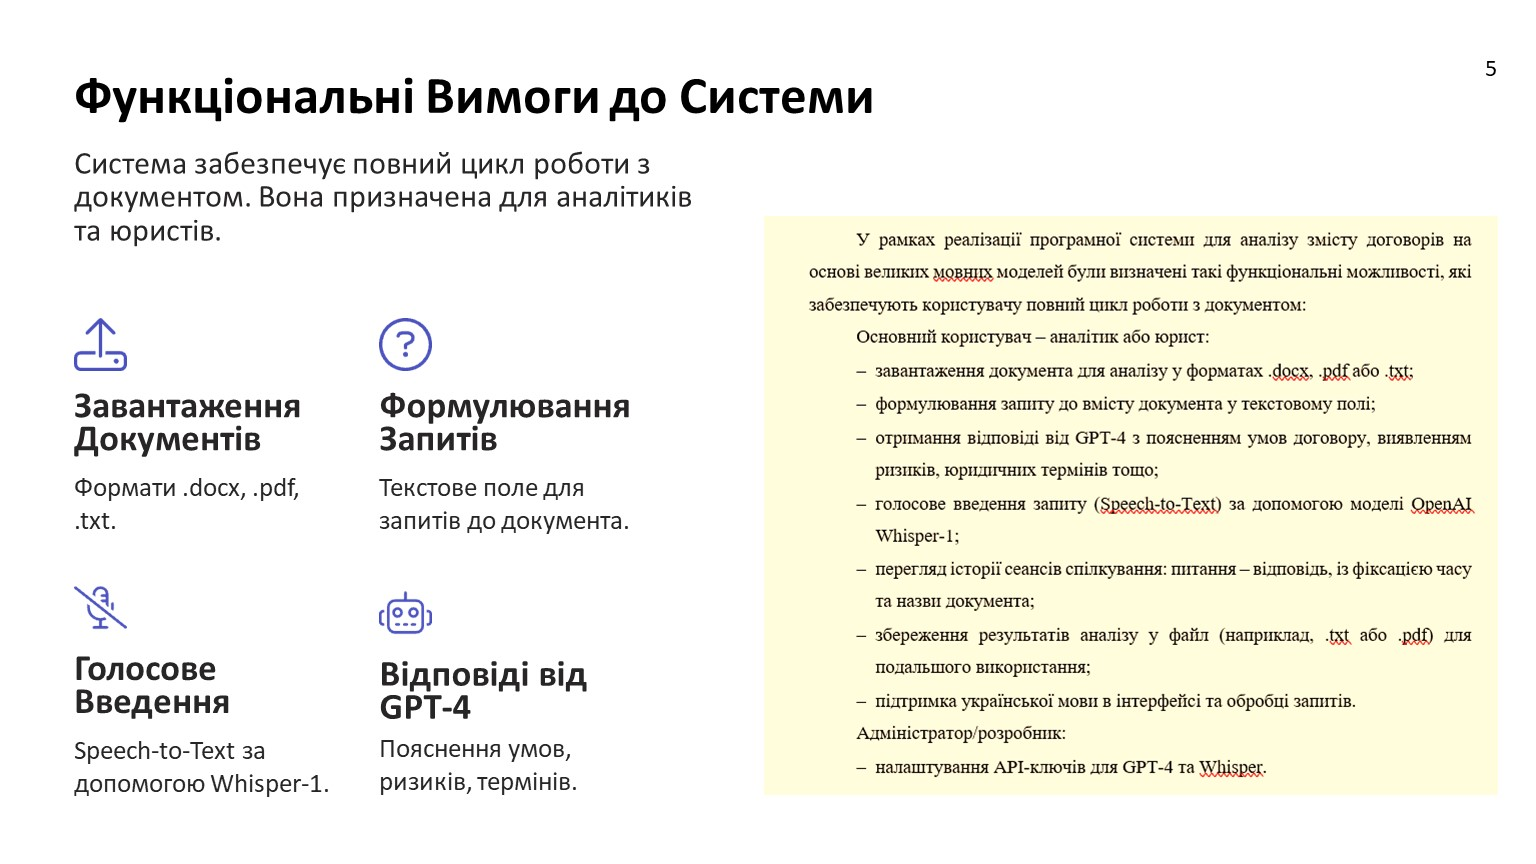 5
Функціональні Вимоги до Системи
Система забезпечує повний цикл роботи з
документом. Вона призначена для аналітиків
та юристів.
Завантаження
Документів
Формати .docx, .pdf,
.txt.
Формулювання
Запитів
Текстове поле для
запитів до документа.
Голосове
Введення
Speech-to-Text за
допомогою Whisper-1.
Відповіді від
GPT-4
Пояснення умов,
ризиків, термінів.
У рамках реалізації програмної системи для аналізу змісту договорів на
основі великих мовних моделей були визначені такі функціональні можливості, які
забезпечують користувачу повний цикл роботи з документом:
Основний користувач – аналітик або юрист:
– завантаження документа для аналізу у форматах .docx, .pdf або .txt;
– формулювання запиту до вмісту документа у текстовому полі;
– отримання відповіді від GPT-4 з поясненням умов договору, виявленням
ризиків, юридичних термінів тощо;
– голосове введення запиту (Speech-to-Text) за допомогою моделі OpenAI
Whisper-1;
– перегляд історії сеансів спілкування: питання – відповідь, із фіксацією часу
та назви документа;
– збереження результатів аналізу у файл (наприклад, .txt або .pdf) для
подальшого використання;
– підтримка української мови в інтерфейсі та обробці запитів.
Адміністратор/розробник:
– налаштування API-ключів для GPT-4 та Whisper.